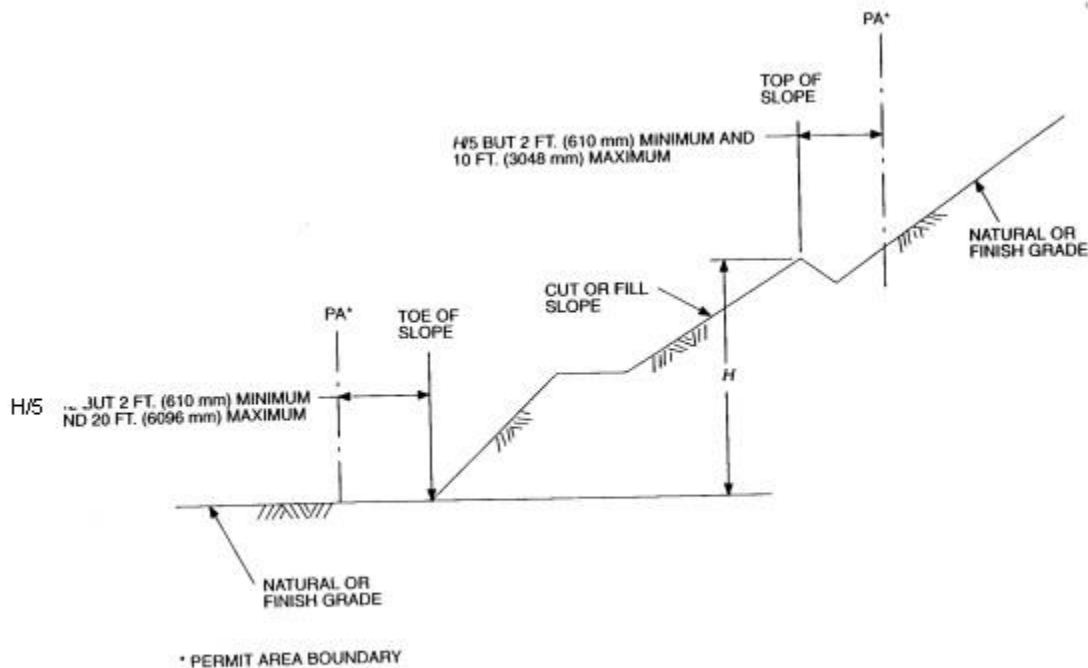 PA*
TOP OF
SLOPE
H/5 BUT 2 FT. (610 mm) MINIMUM AND
10 FT. (3048 mm) MAXIMUM
NATURAL OR
FINISH GRADE
CUT OR FILL
SLOPE
PA*
TOE OF
SLOPE
H
H/5 BUT 2 FT. (610 mm) MINIMUM
ND 20 FT. (6096 mm) MAXIMUM
NATURAL OR
FINISH GRADE
* PERMIT AREA BOUNDARY